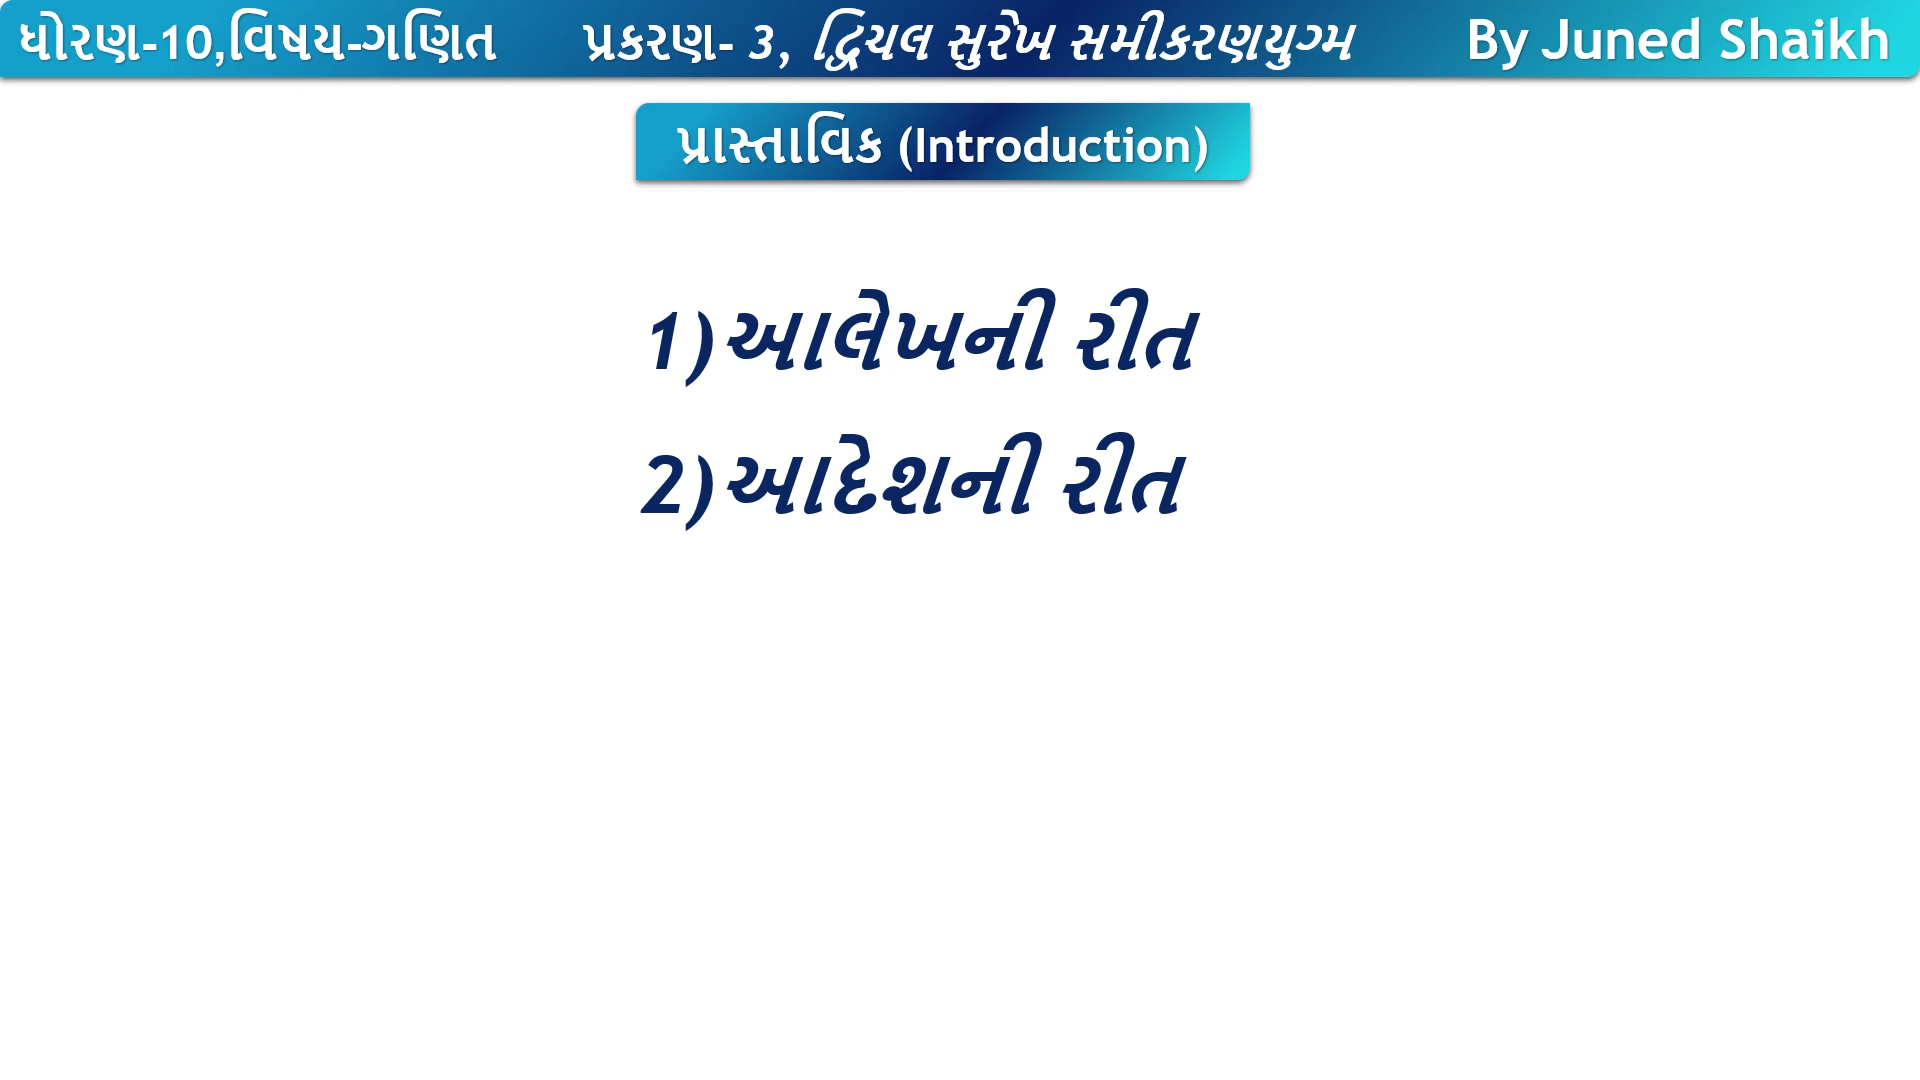 ધોરણ-10,વિષય-ગણિત પ્રકરણ- 3, દ્વિચલ સુરેખ સમીકરણયુગ્મ By Juned Shaikh
પ્રાસ્તાવિક (Introduction)
1)આલેખની રીત
2)આદેશની રીત